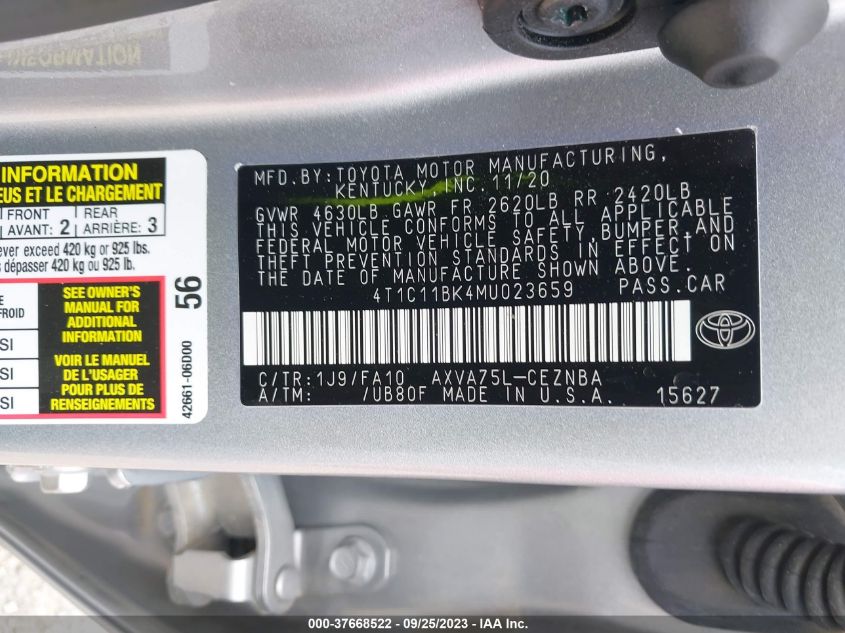 INFORMATION
INFORMATION
EUS ET LE CHARGEMENT
FRONT REAR
AVANT: 2 ARRIÈRE: 3
ever exceed 420 kg or 925 lbs.
s dépasser 420 kg ou 925 lb.
SEE OWNER'S
MANUAL FOR
ADDITIONAL
INFORMATION
VOIR LE MANUEL
DE L'USAGER
POUR PLUS DE
RENSEIGNEMENTS
FROID
SI
SI
SI
56
42661-06D00
MFD.BY:TOYOTA MOTOR MANUFACTURING,
KENTUCKY, INC.11/20
GVWR 4630LB GAWR FR 2620LB RR 2420LB
THIS VEHICLE CONFORMS TO ALL APPLICABLE
FEDERAL MOTOR VEHICLE SAFETY,BUMPER,AND
THEFT PREVENTION STANDARDS IN EFFECT ON
THE DATE OF MANUFACTURE SHOWN ABOVE.
4T1C11BK4MU023659 PASS.CAR
C/TR:1J9/FA10 AXVA75L-CEZNBA
A/TM: /UB80F MADE IN U.S.A. 15627
000-37668522 - 09/25/2023 - IAA Inc.